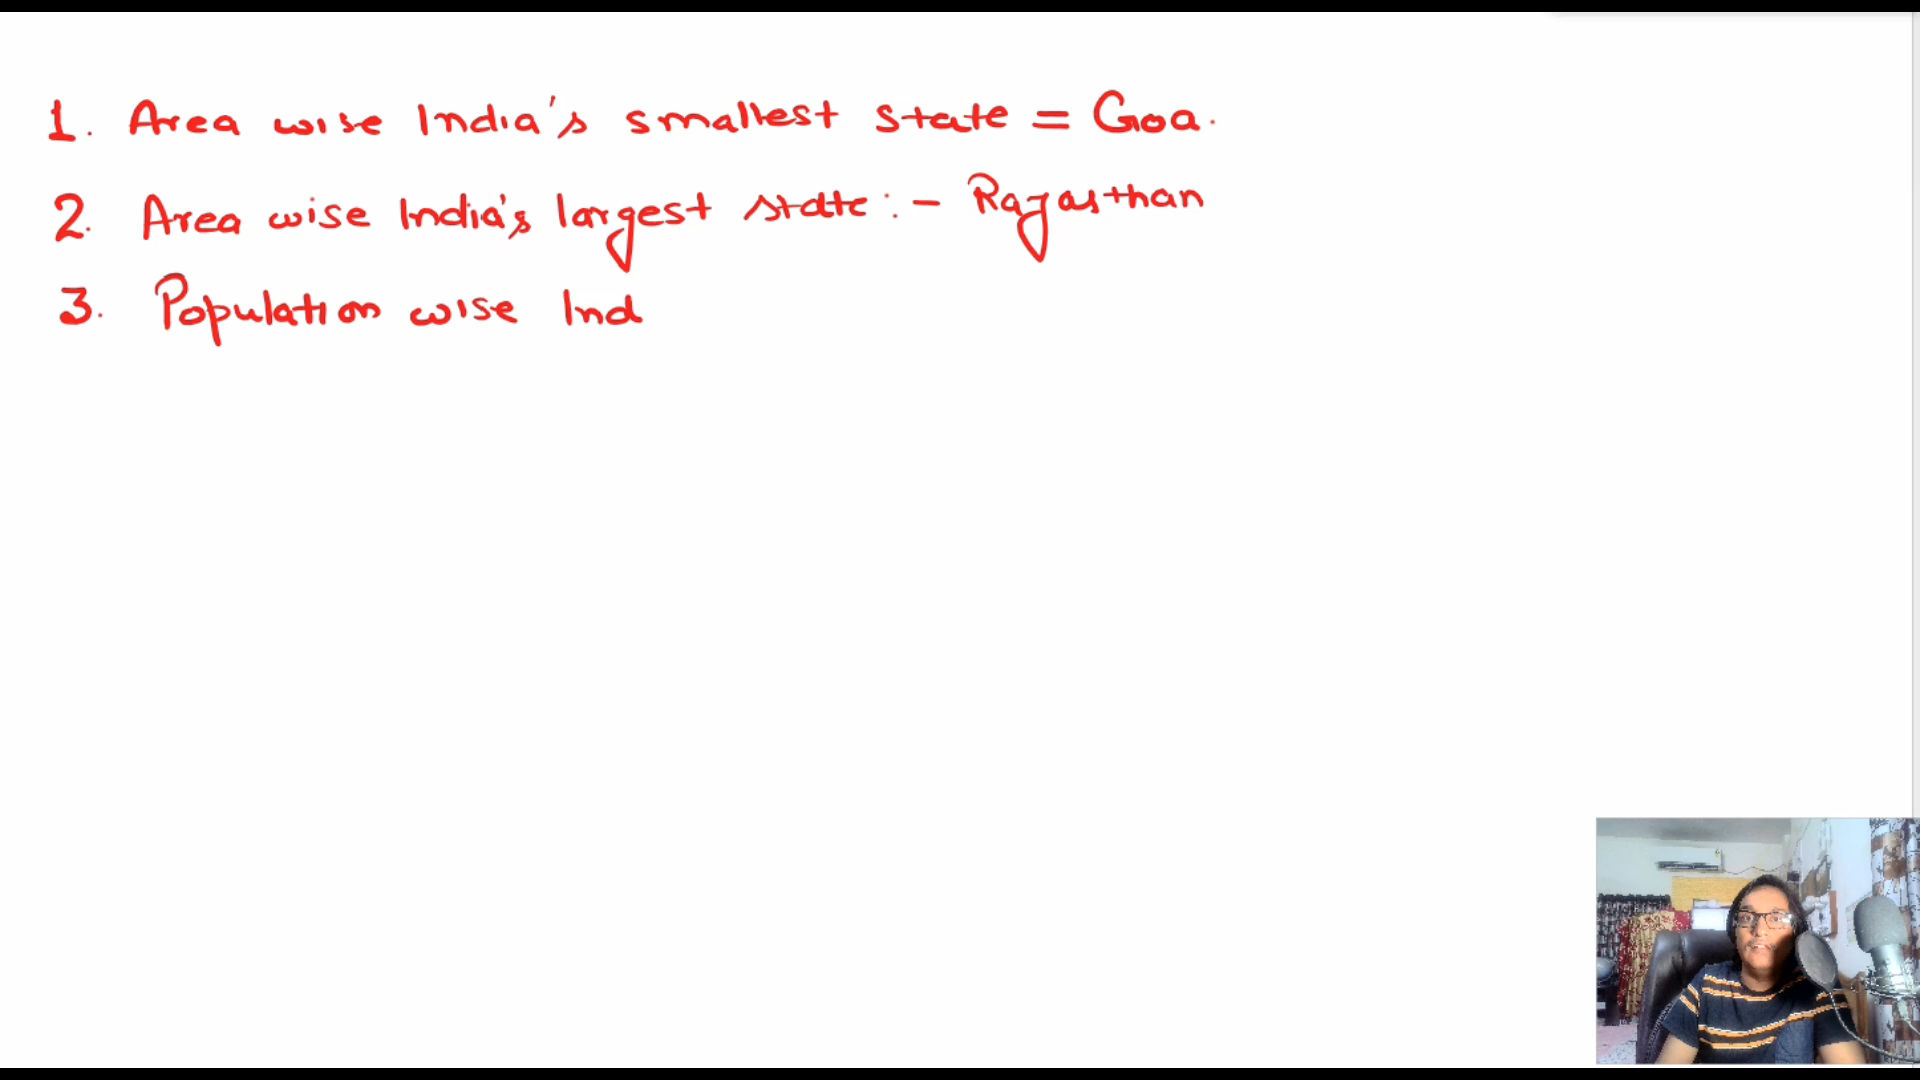 1. Area wise India's smallest state = Goa.
2. Area wise India's largest state :- Rajasthan
3. Population wise Ind